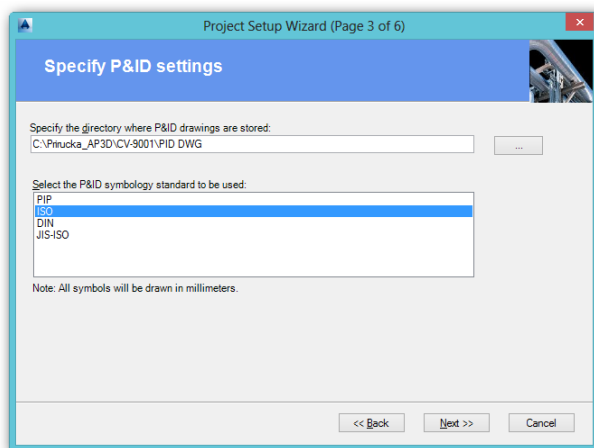 Project Setup Wizard (Page 3 of 6)
Specify P&ID settings
Specify the directory where P&ID drawings are stored:
C:\Prirucka_AP3D\CV-9001\PID DWG
...
Select the P&ID symbology standard to be used:
PIP
ISO
DIN
JIS-ISO
Note: All symbols will be drawn in millimeters.
<< Back Next >> Cancel